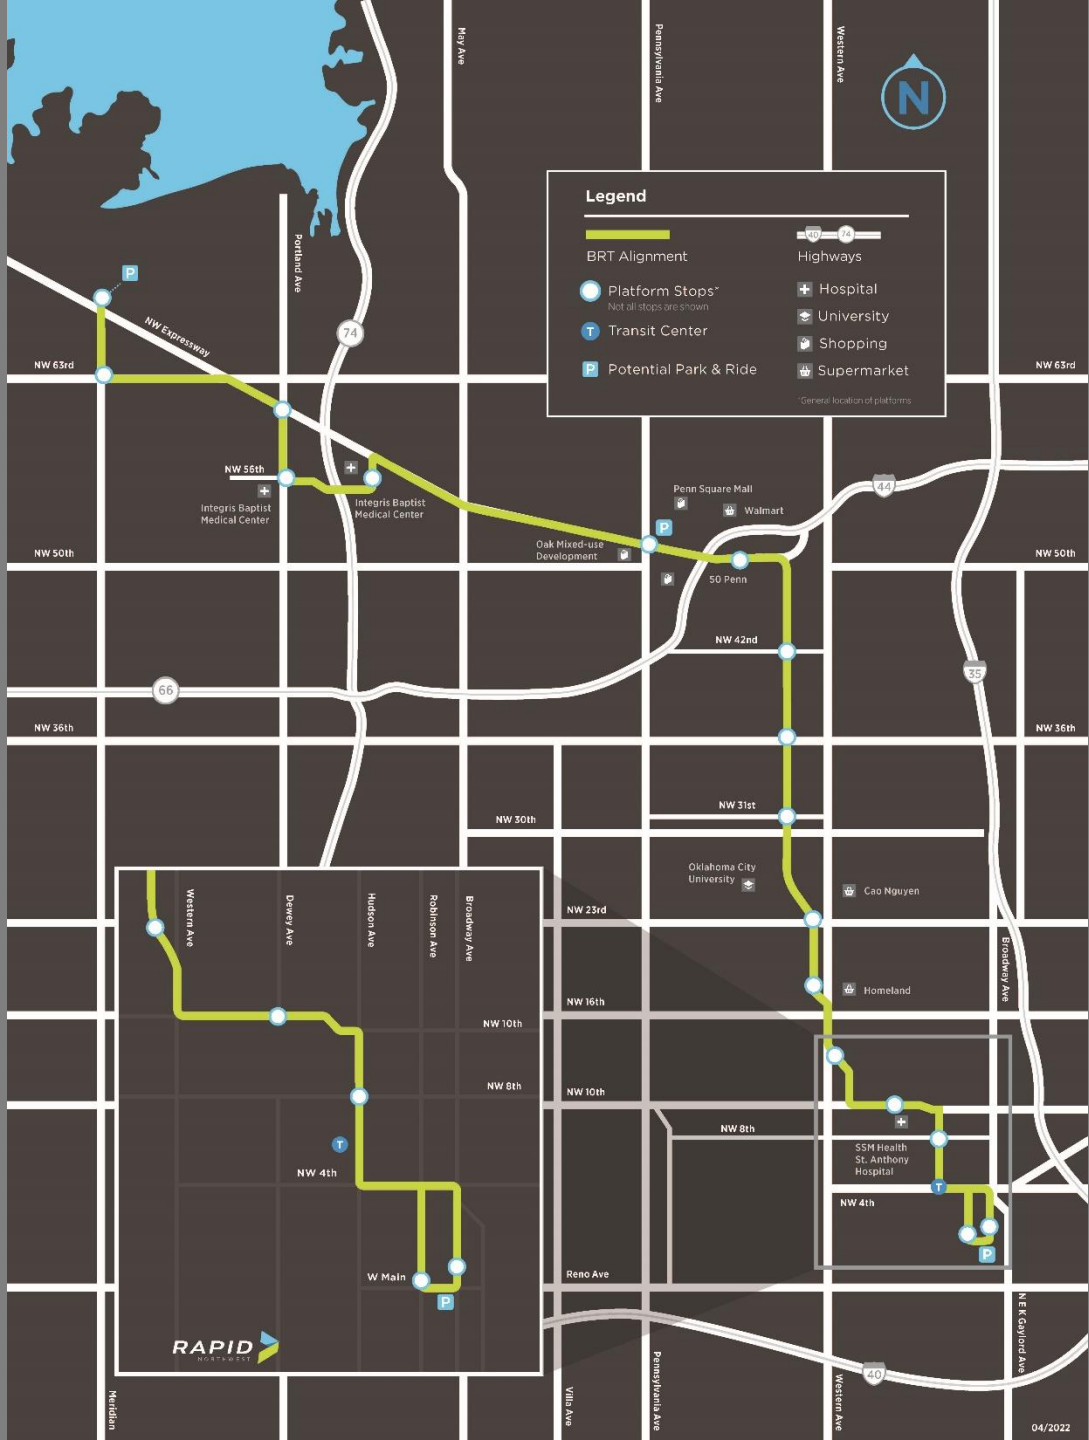 May Ave
Pennsylvania Ave
Western Ave
N
Legend
BRT Alignment
40
74
Highways
Platform Stops*
Not all stops are shown
T
Transit Center
P
Potential Park & Ride
Hospital
University
Shopping
Supermarket
*General location of platforms
Portland Ave
P
NW Expressway
74
NW 63rd
NW 63rd
NW 56th
Integris Baptist
Medical Center
Integris Baptist
Medical Center
44
Penn Square Mall
Walmart
P
Oak Mixed-use
Development
50 Penn
NW 50th
NW 50th
NW 42nd
66
35
NW 36th
NW 36th
NW 31st
NW 30th
Oklahoma City
University
Cao Nguyen
NW 23rd
Broadway Ave
Homeland
NW 16th
NW 10th
NW 8th
SSM Health
St. Anthony
Hospital
T
NW 4th
P
Reno Ave
N E K Gaylord Ave
40
Western Ave
Dewey Ave
Hudson Ave
Robinson Ave
Broadway Ave
NW 10th
NW 8th
T
NW 4th
W Main
P
RAPID
NORTHWEST
Meridian
Villa Ave
Pennsylvania Ave
Western Ave
04/2022